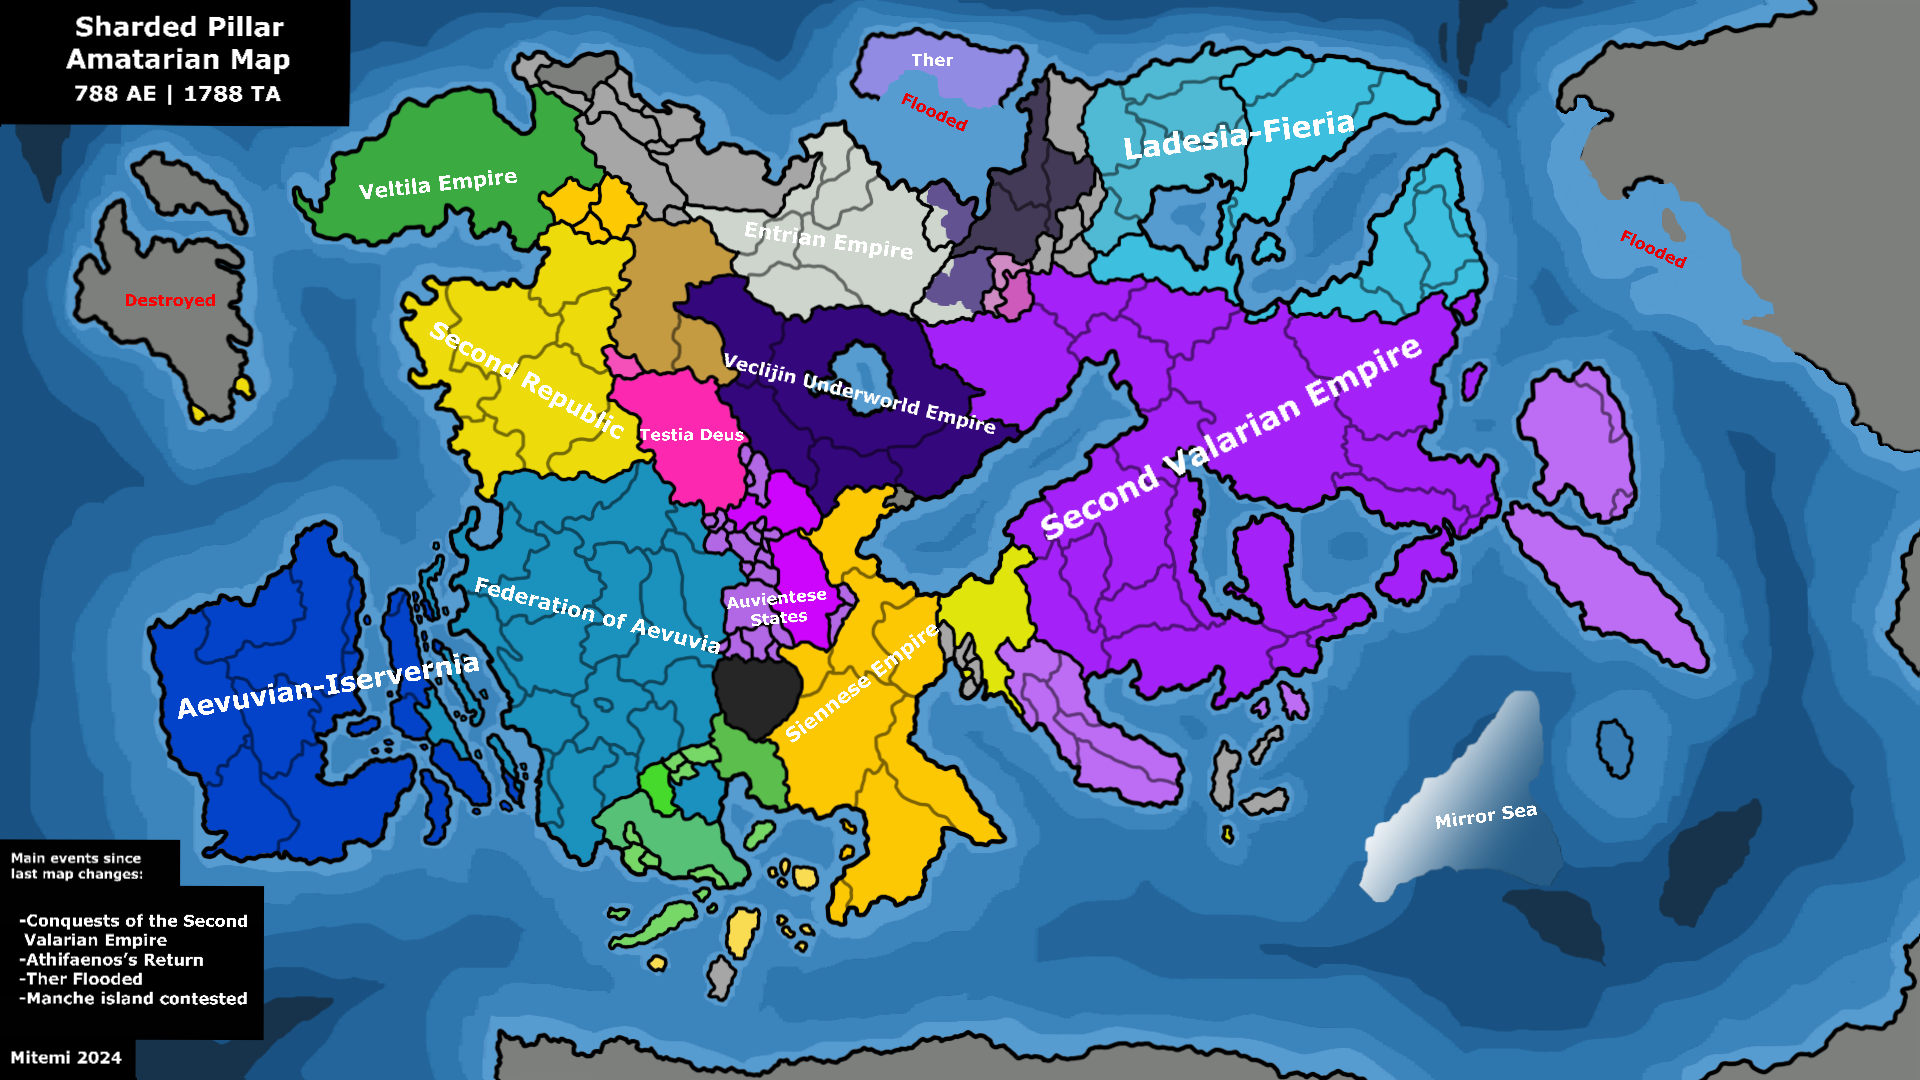 Sharded Pillar
Amatarian Map
788 AE | 1788 TA
Ther
Flooded
Ladesia-Fieria
Veltila Empire
Entrian Empire
Flooded
Destroyed
Second Republic
Veclijin Underworld Empire
Testia Deus
Second Valarian Empire
Federation of Aevuvia
Auvientese
States
Aevuvian-Iservernia
Siennese Empire
Mirror Sea
Main events since
last map changes:
-Conquests of the Second
Valarian Empire
-Athifaenos's Return
-Ther Flooded
-Manche island contested
Mitemi 2024